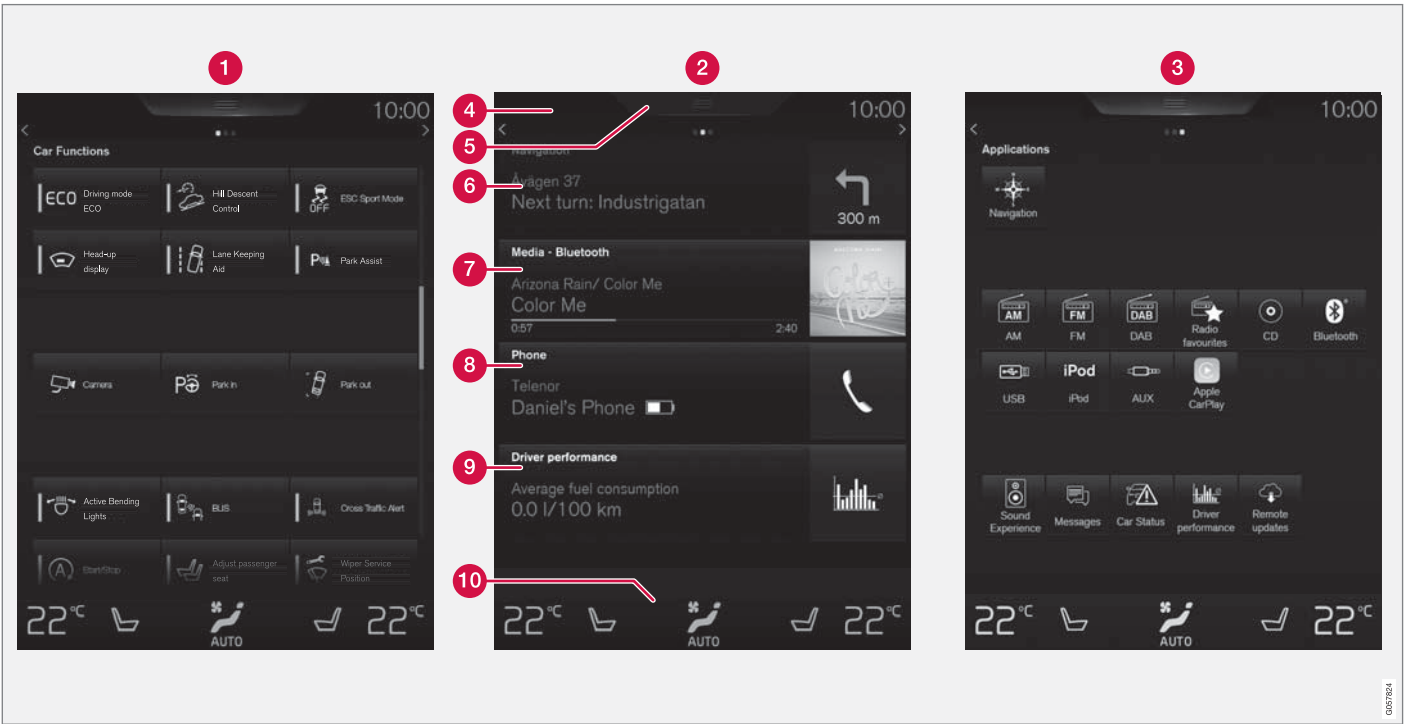 1
2
3
10:00
Car Functions
ECO Driving mode
ECO
Hill Descent
Control
OFF ESC Sport Mode
Head-up
display
Lane Keeping
Aid
P Park Assist
Camera
P Park in
Park out
Active Bending
Lights
BLIS
Cross Traffic Alert
A Start/Stop
Adjust passenger
seat
Wiper Service
Position
22°C
AUTO
22°C
4
10:00
5
Navigation
6
Åvägen 37
Next turn: Industrigatan
300 m
7
Media - Bluetooth
Arizona Rain/ Color Me
Color Me
0:57
2:40
Color
Me
8
Phone
Telenor
Daniel's Phone
9
Driver performance
Average fuel consumption
0.0 l/100 km
10
22°C
AUTO
22°C
10:00
Applications
Navigation
AM
FM
DAB
AM
FM
DAB
Radio
favourites
CD
Bluetooth
iPod
USB
iPod
AUX
Apple
CarPlay
Sound
Experience
Messages
Car Status
Driver
performance
Remote
updates
22°C
AUTO
22°C
G057824